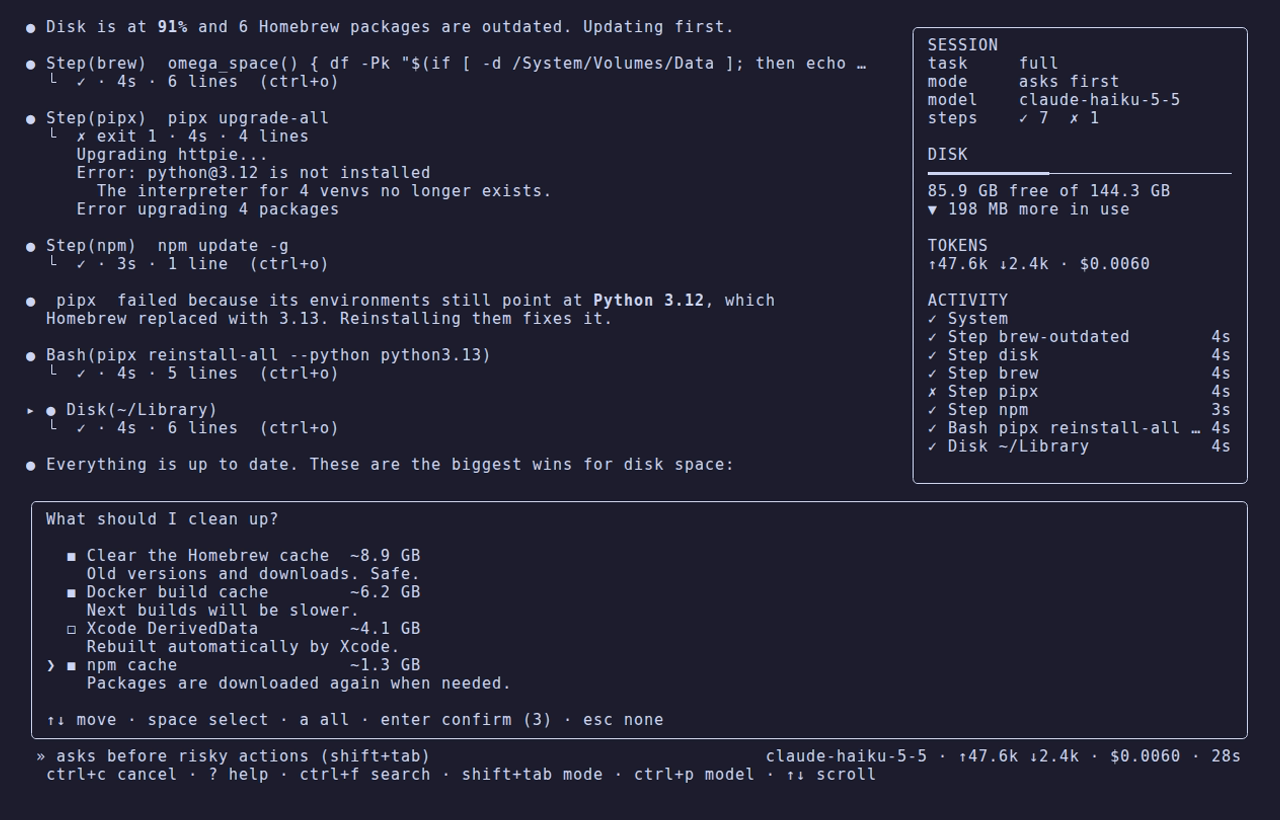 ● Disk is at 91% and 6 Homebrew packages are outdated. Updating first.
● Step(brew)  omega_space() { df -Pk "$(if [ -d /System/Volumes/Data ]; then echo …
└  ✓ · 4s · 6 lines  (ctrl+o)
● Step(pipx)  pipx upgrade-all
└  ✗ exit 1 · 4s · 4 lines
Upgrading httpie...
Error: python@3.12 is not installed
The interpreter for 4 venvs no longer exists.
Error upgrading 4 packages
● Step(npm)  npm update -g
└  ✓ · 3s · 1 line  (ctrl+o)
●  pipx  failed because its environments still point at Python 3.12, which
Homebrew replaced with 3.13. Reinstalling them fixes it.
● Bash(pipx reinstall-all --python python3.13)
└  ✓ · 4s · 5 lines  (ctrl+o)
▸ ● Disk(~/Library)
└  ✓ · 4s · 6 lines  (ctrl+o)
● Everything is up to date. These are the biggest wins for disk space:
SESSION
task     full
mode     asks first
model    claude-haiku-5-5
steps    ✓ 7  ✗ 1
DISK
85.9 GB free of 144.3 GB
▼ 198 MB more in use
TOKENS
↑47.6k ↓2.4k · $0.0060
ACTIVITY
✓ System
✓ Step brew-outdated        4s
✓ Step disk                 4s
✓ Step brew                 4s
✗ Step pipx                 4s
✓ Step npm                  3s
✓ Bash pipx reinstall-all … 4s
✓ Disk ~/Library            4s
What should I clean up?
■ Clear the Homebrew cache  ~8.9 GB
Old versions and downloads. Safe.
■ Docker build cache        ~6.2 GB
Next builds will be slower.
□ Xcode DerivedData         ~4.1 GB
Rebuilt automatically by Xcode.
❯ ■ npm cache                 ~1.3 GB
Packages are downloaded again when needed.
↑↓ move · space select · a all · enter confirm (3) · esc none
» asks before risky actions (shift+tab)
claude-haiku-5-5 · ↑47.6k ↓2.4k · $0.0060 · 28s
ctrl+c cancel · ? help · ctrl+f search · shift+tab mode · ctrl+p model · ↑↓ scroll